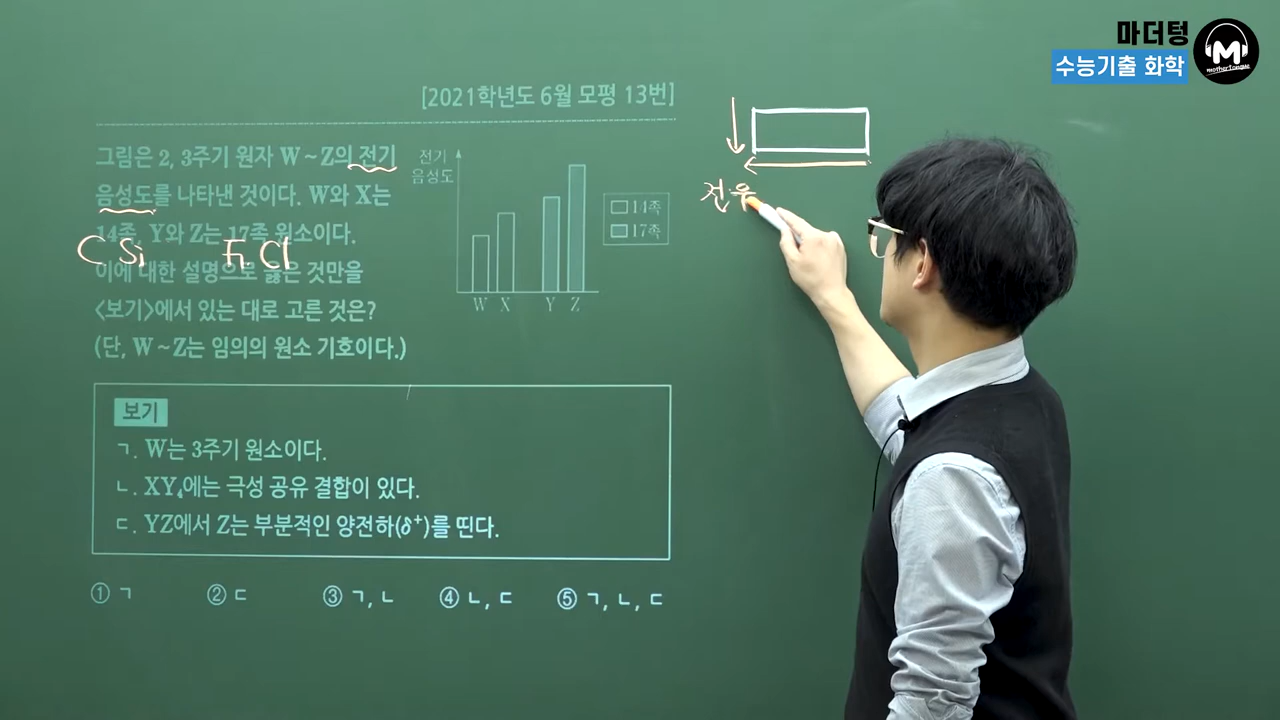 마더텅
수능기출 화학
M
mothertongue
[2021학년도 6월 모평 13번]
그림은 2, 3주기 원자 W ~ Z의 전기
음성도를 나타낸 것이다. W와 X는
14족, Y와 Z는 17족 원소이다.
C Si F, Cl
이에 대한 설명으로 옳은 것만을
<보기>에서 있는 대로 고른 것은?
(단, W ~ Z는 임의의 원소 기호이다.)
전기
음성도
W X Y Z
14족
17족
전
보기
ㄱ. W는 3주기 원소이다.
ㄴ. XY₄에는 극성 공유 결합이 있다.
ㄷ. YZ에서 Z는 부분적인 양전하(δ⁺)를 띤다.
① ㄱ ② ㄷ ③ ㄱ, ㄴ ④ ㄴ, ㄷ ⑤ ㄱ, ㄴ, ㄷ